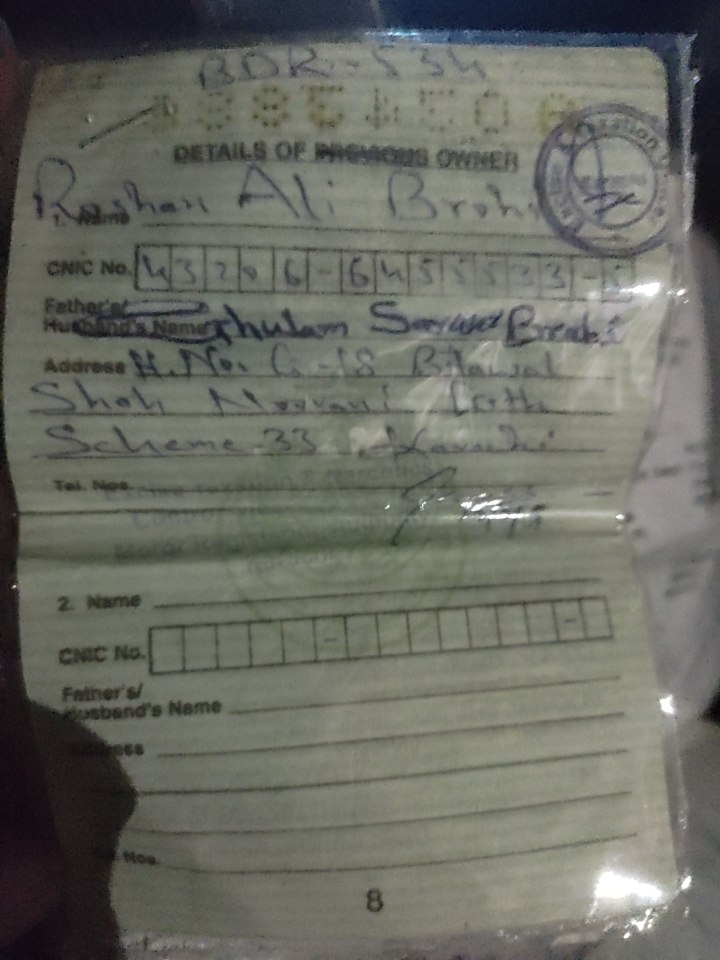 BDR-534
DETAILS OF PREVIOUS OWNER
1. Name Roshan Ali Brohi
CNIC No. 43206-6455533-
Father's/
Husband's Name Ghulam Brohi
Address H.No. 18 Bilawal
Shah Noorani Goth
Scheme-33 Karachi
Tel. Nos.
2. Name
CNIC No. - -
Father's/
Husband's Name
8